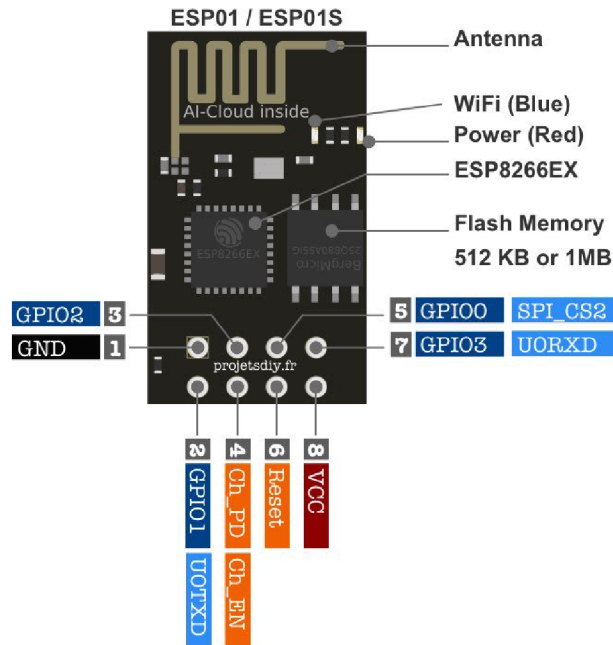 ESP01 / ESP01S
Antenna
AI-Cloud inside
WiFi (Blue)
Power (Red)
ESP8266EX
ESP8266EX
BergMicro
Flash Memory
512 KB or 1MB
GPIO2 3
5 GPIO0 SPI_CS2
GND 1
7 GPIO3 U0RXD
projetsdiy.fr
2 GPIO1 U0TXD
4 Ch_PD Ch_EN
6 Reset
8 VCC